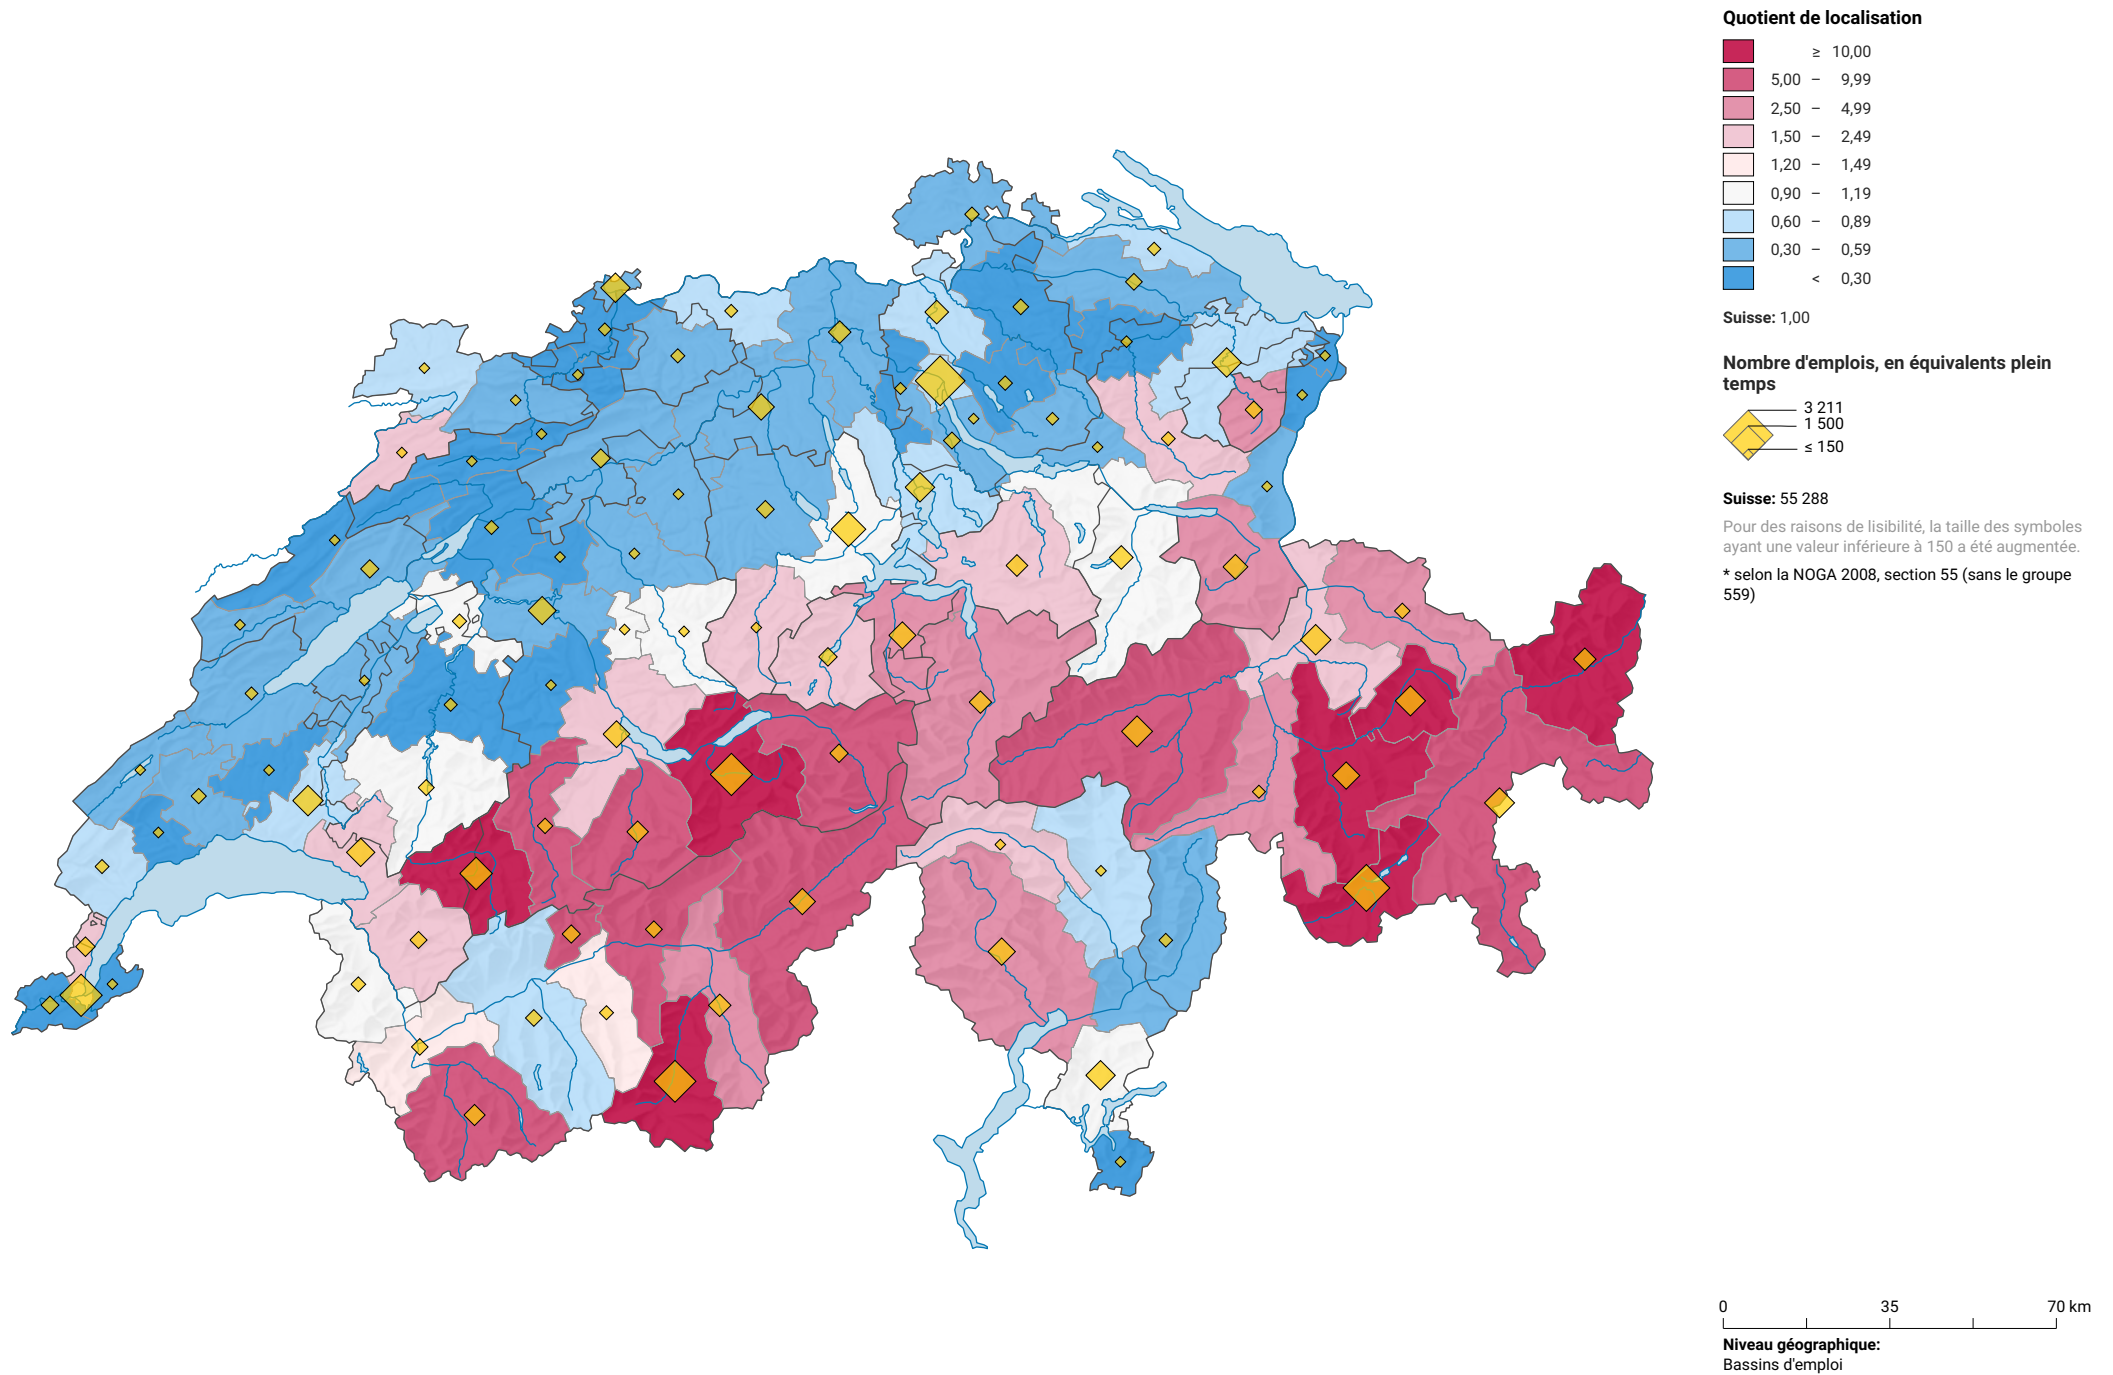 Quotient de localisation
≥ 10,00
5,00 – 9,99
2,50 – 4,99
1,50 – 2,49
1,20 – 1,49
0,90 – 1,19
0,60 – 0,89
0,30 – 0,59
< 0,30
Suisse: 1,00
Nombre d'emplois, en équivalents plein
temps
3 211
1 500
≤ 150
Suisse: 55 288
Pour des raisons de lisibilité, la taille des symboles
ayant une valeur inférieure à 150 a été augmentée.
* selon la NOGA 2008, section 55 (sans le groupe
559)
0 35 70 km
Niveau géographique:
Bassins d'emploi